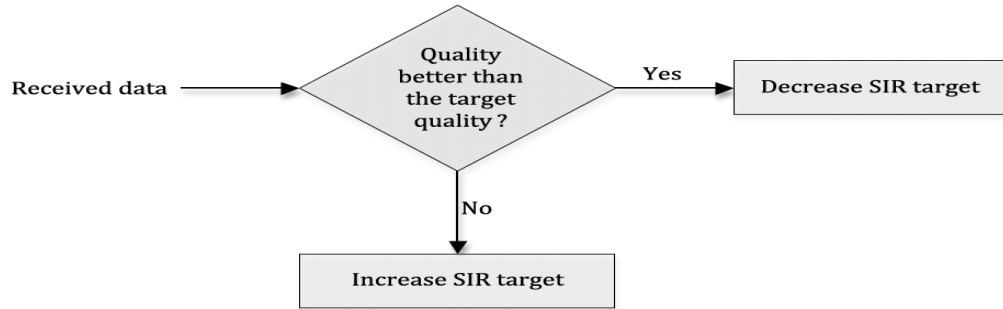 Quality
better than
the target
quality ?
Received data
Yes
Decrease SIR target
No
Increase SIR target